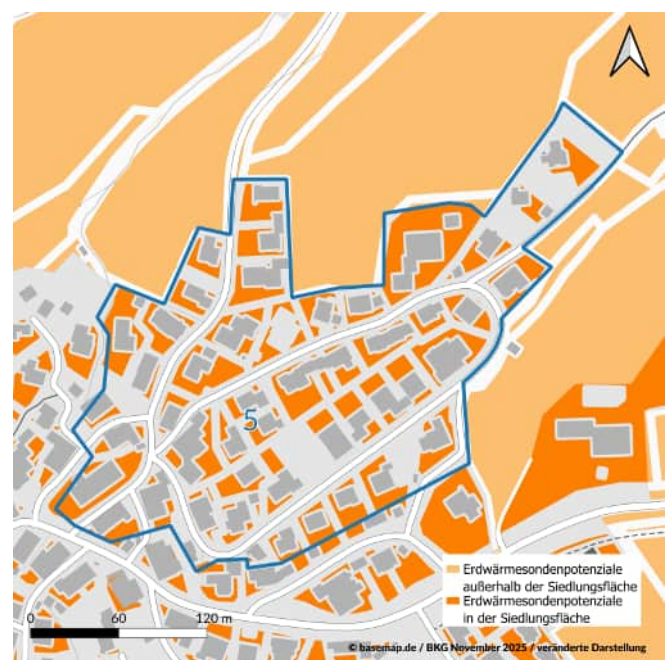 5
Erdwärmesondenpotenziale
außerhalb der Siedlungsfläche
Erdwärmesondenpotenziale
in der Siedlungsfläche
0 60 120 m
© basemap.de / BKG November 2025 / veränderte Darstellung